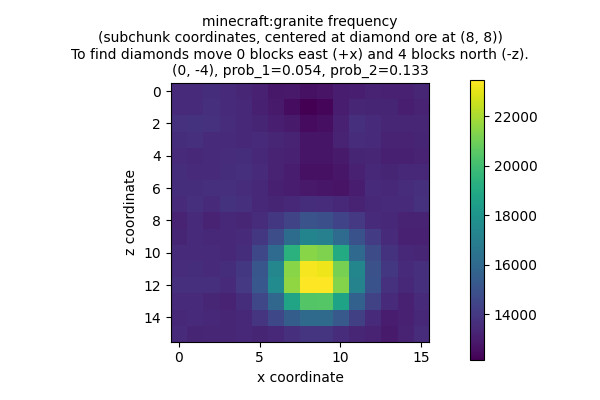 minecraft:granite frequency
(subchunk coordinates, centered at diamond ore at (8, 8))
To find diamonds move 0 blocks east (+x) and 4 blocks north (-z).
(0, -4), prob_1=0.054, prob_2=0.133
0
2
4
6
8
10
12
14
z coordinate
0
5
10
15
x coordinate
22000
20000
18000
16000
14000